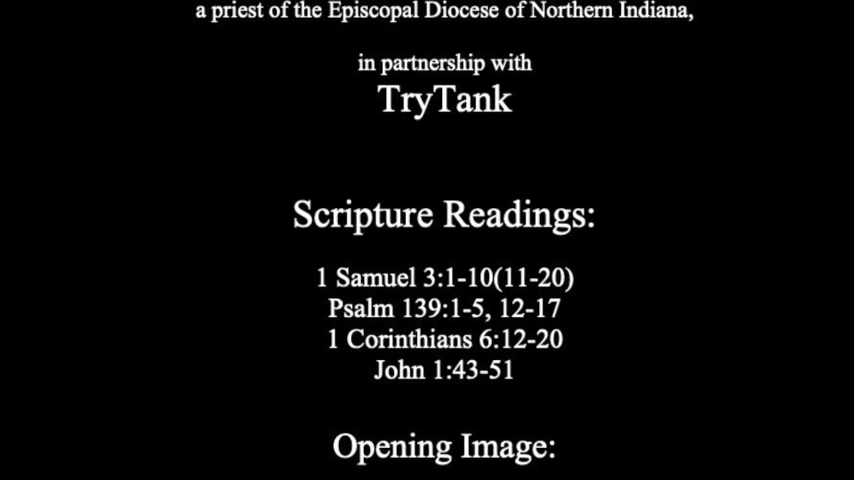 a priest of the Episcopal Diocese of Northern Indiana,
in partnership with
TryTank
Scripture Readings:
1 Samuel 3:1-10(11-20)
Psalm 139:1-5, 12-17
1 Corinthians 6:12-20
John 1:43-51
Opening Image: